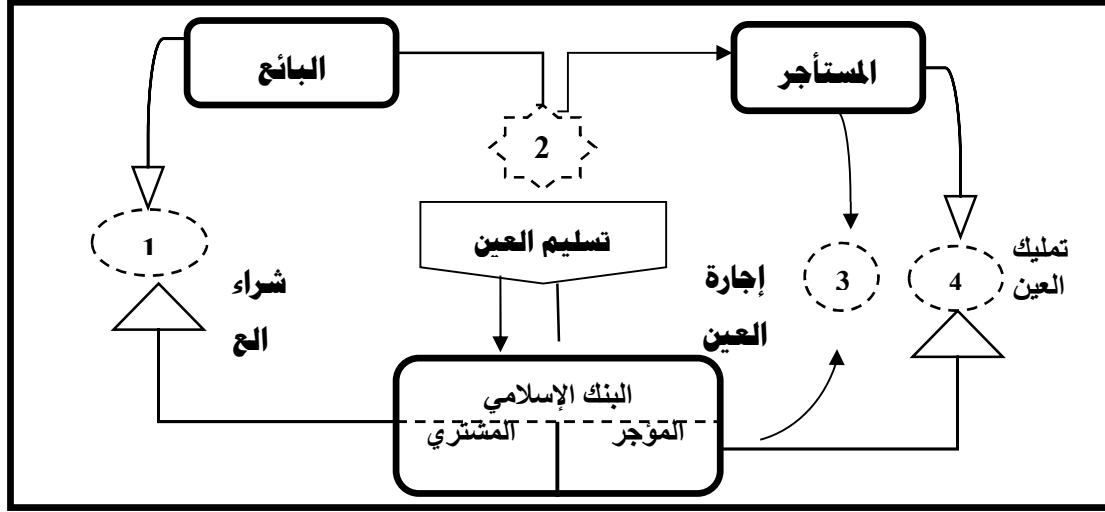 المستأجر
البائع
2
تسليم العين
1
شراء
الع
إجارة
العين
3
4
تمليك
العين
البنك الإسلامي
المؤجر
المشتري